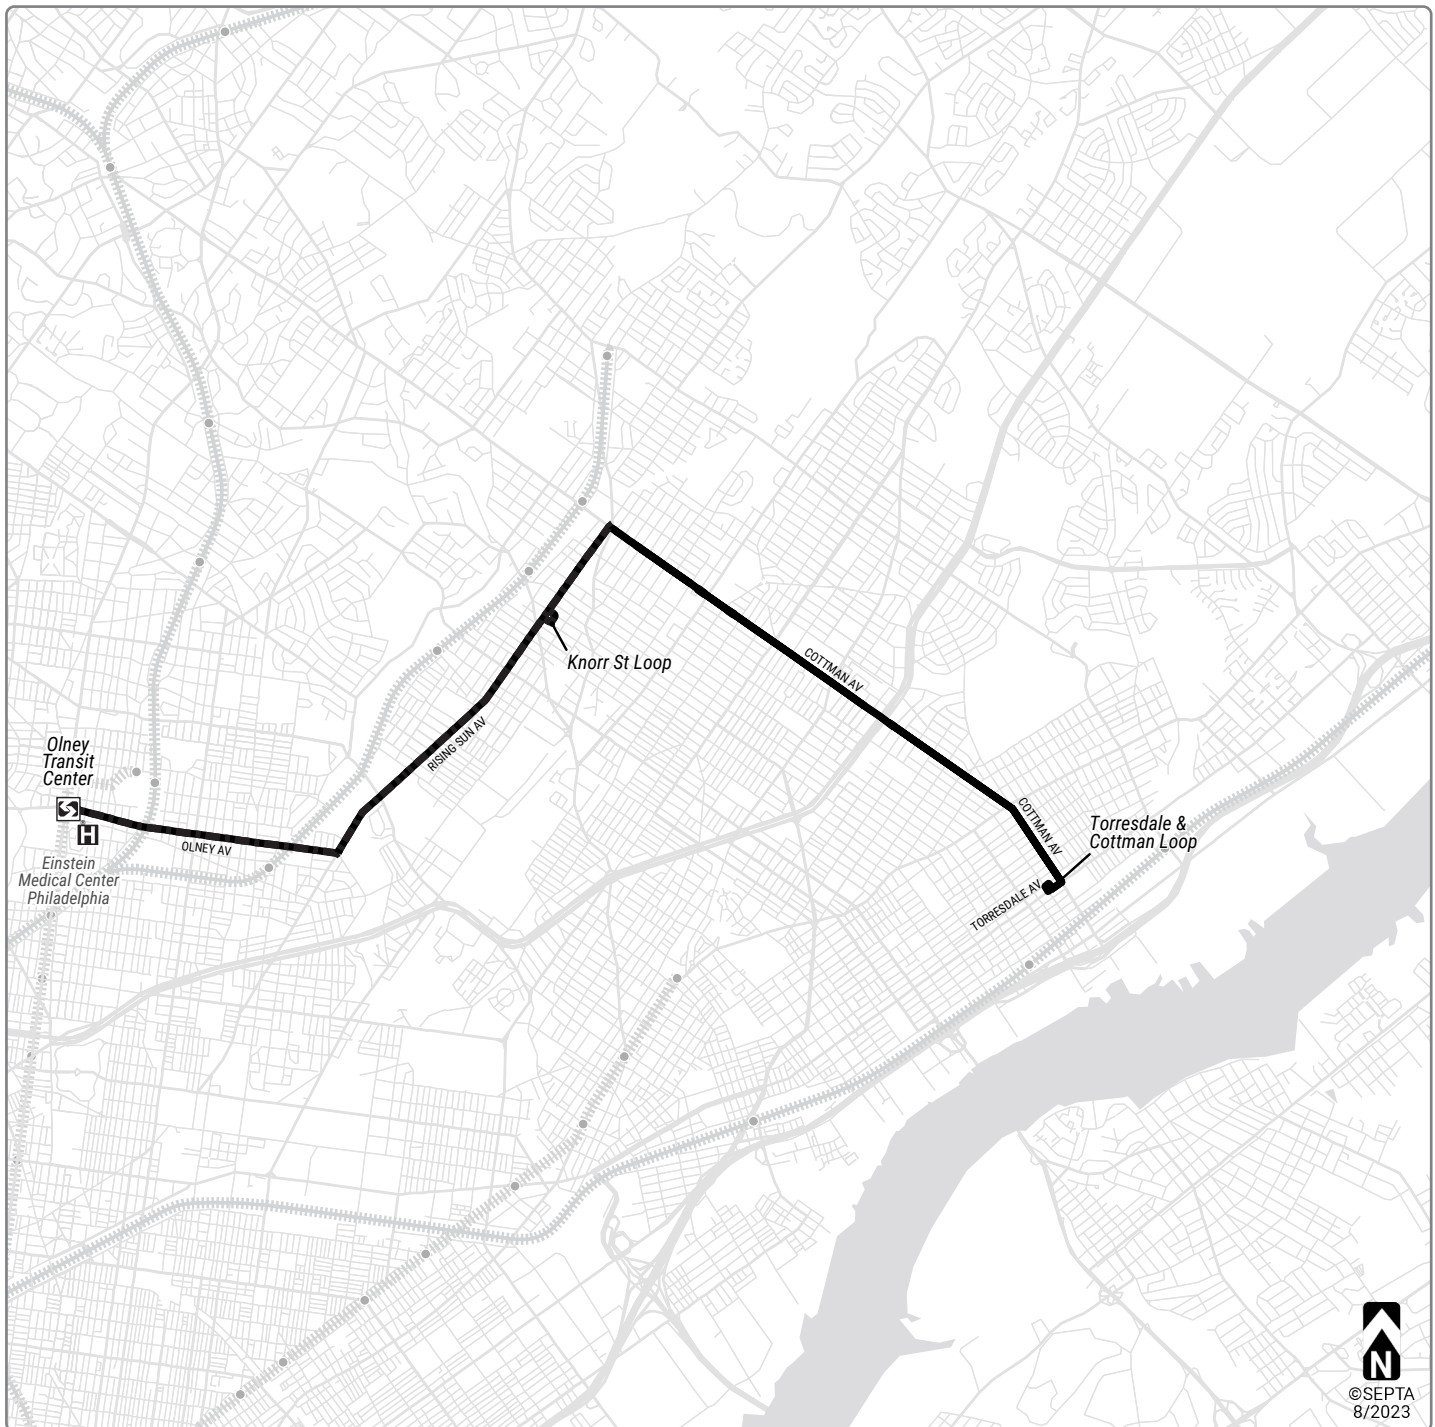 Knorr St Loop
COTTMAN AV
RISING SUN AV
Olney
Transit
Center
H
OLNEY AV
Einstein
Medical Center
Philadelphia
COTTMAN AV
Torresdale &
Cottman Loop
TORRESDALE AV
N
©SEPTA
8/2023